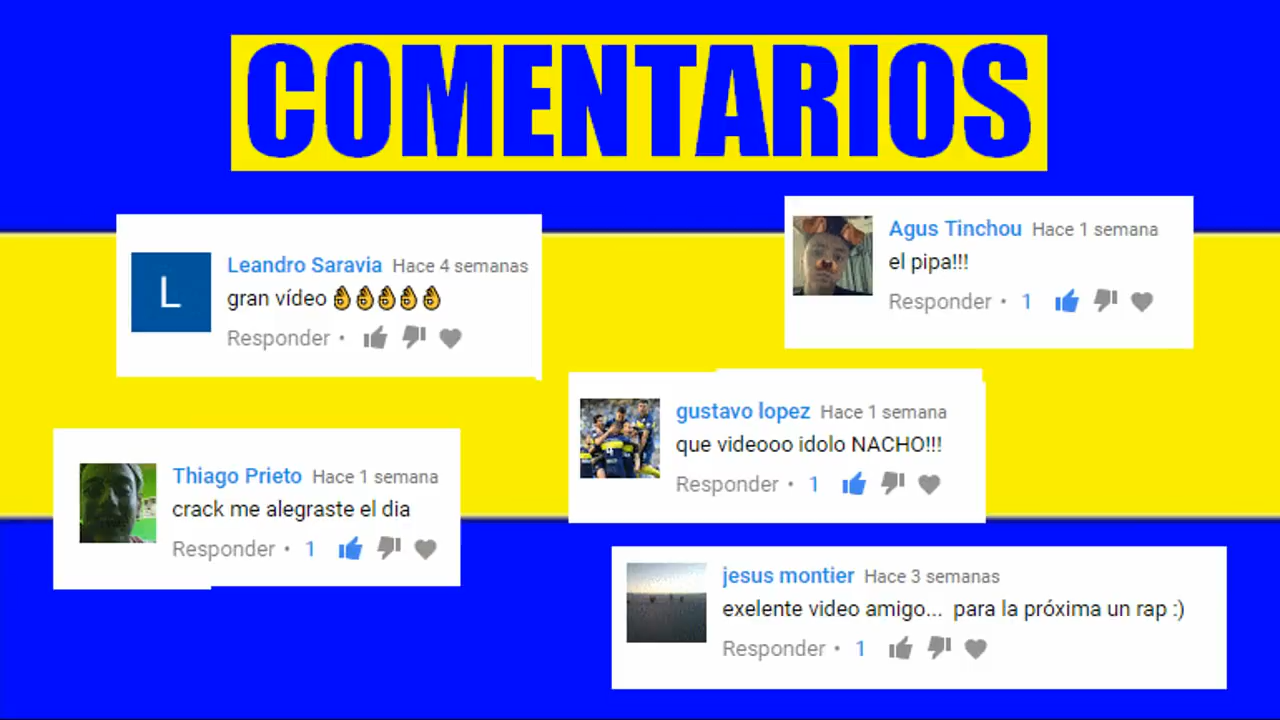 COMENTARIOS
L
Leandro Saravia Hace 4 semanas
gran vídeo 👌👌👌👌👌
Responder •
Agus Tinchou Hace 1 semana
el pipa!!!
Responder • 1
gustavo lopez Hace 1 semana
que videooo idolo NACHO!!!
Responder • 1
Thiago Prieto Hace 1 semana
crack me alegraste el dia
Responder • 1
jesus montier Hace 3 semanas
exelente video amigo... para la próxima un rap :)
Responder • 1